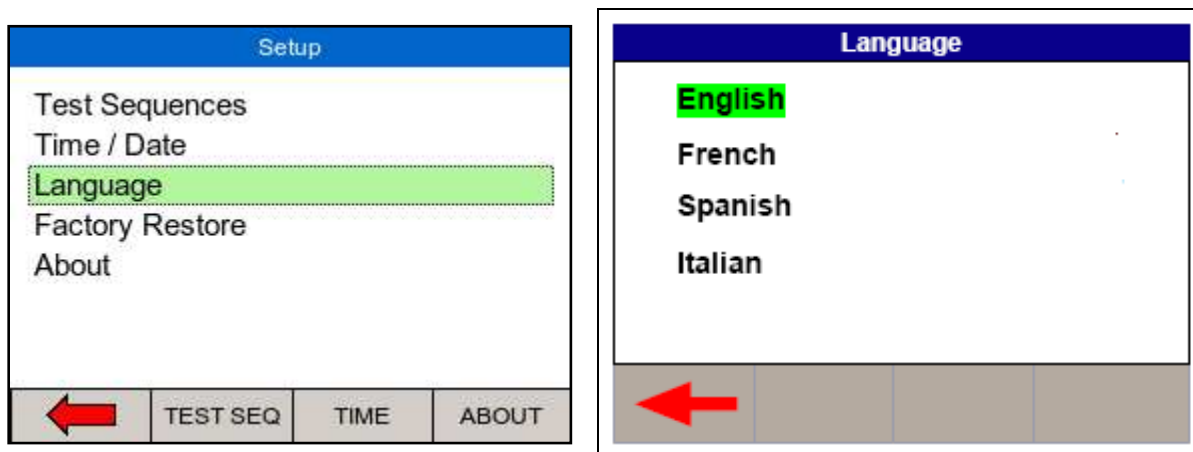 Setup
Test Sequences
Time / Date
Language
Factory Restore
About
TEST SEQ TIME ABOUT
Language
English
French
Spanish
Italian